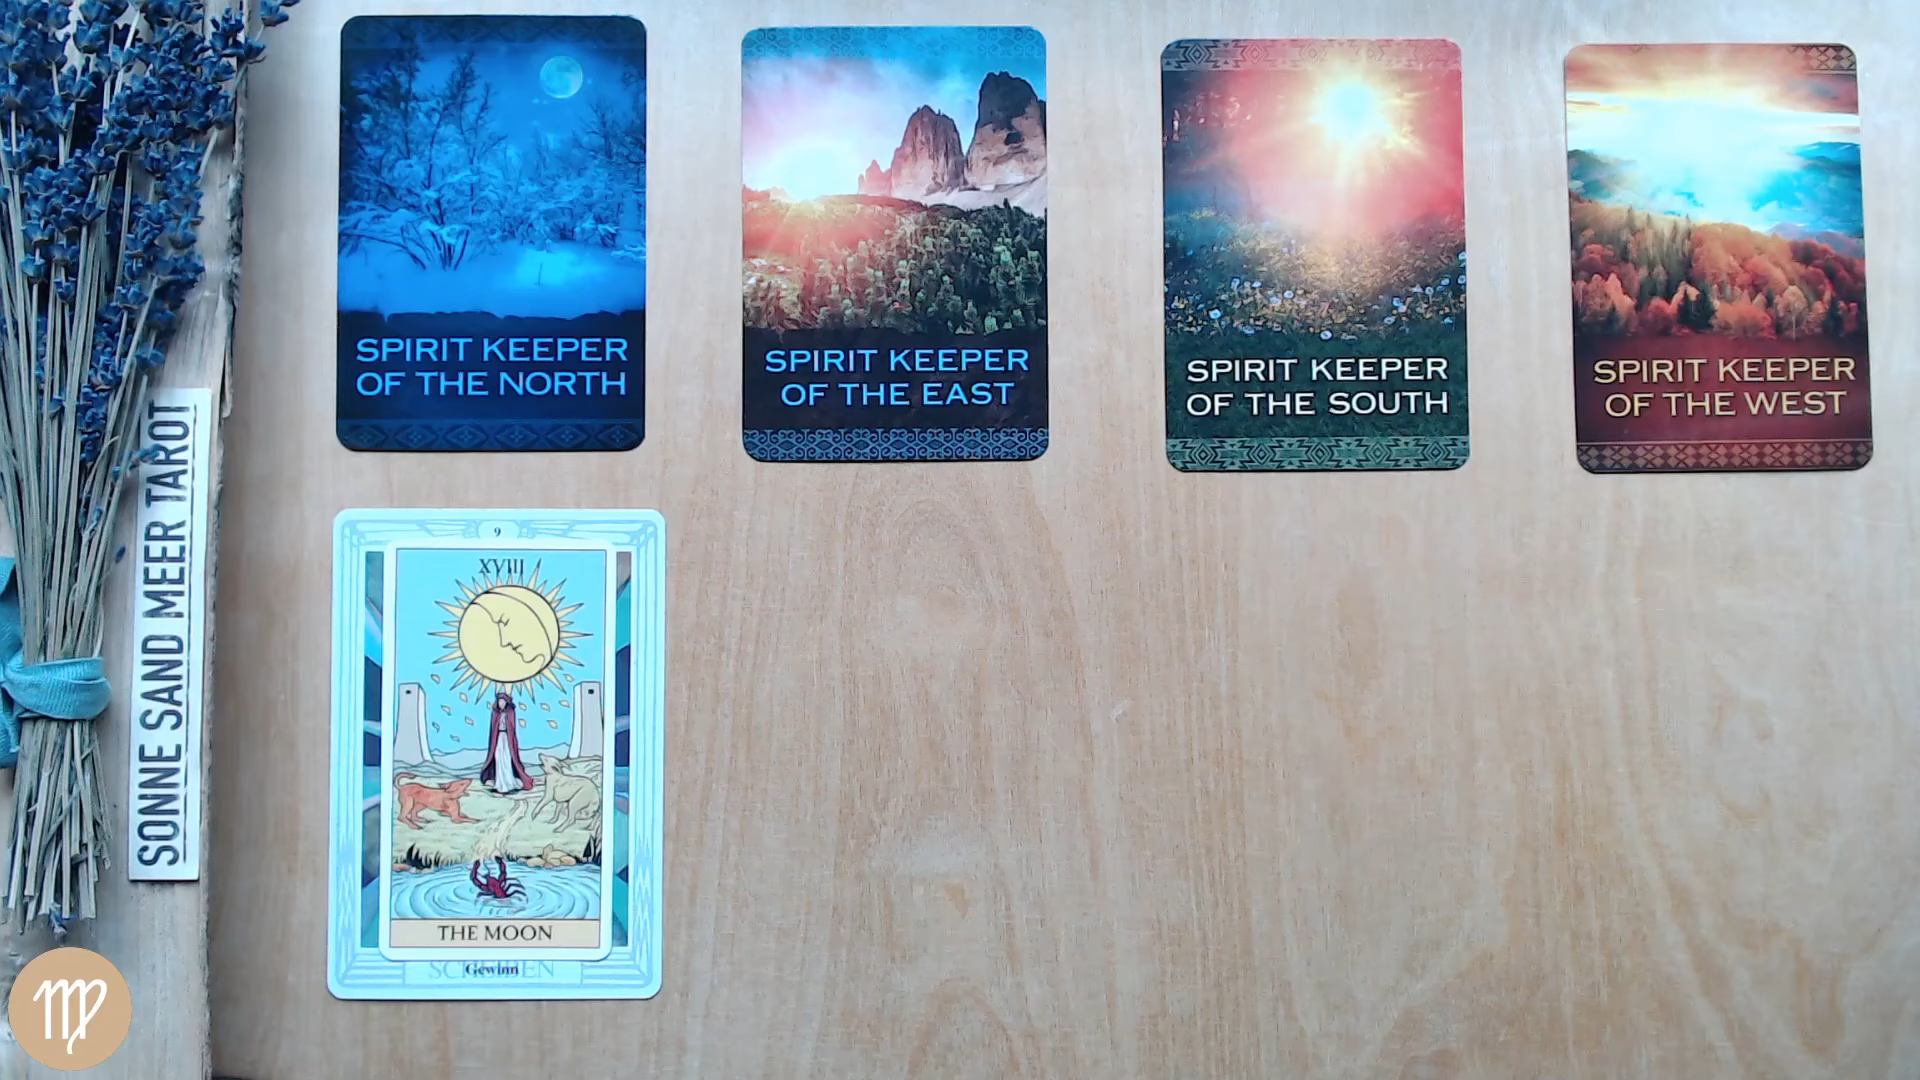 SPIRIT KEEPER
OF THE NORTH
SPIRIT KEEPER
OF THE EAST
SPIRIT KEEPER
OF THE SOUTH
SPIRIT KEEPER
OF THE WEST
SONNE SAND MEER TAROT
9
XVIII
THE MOON
Gewinn